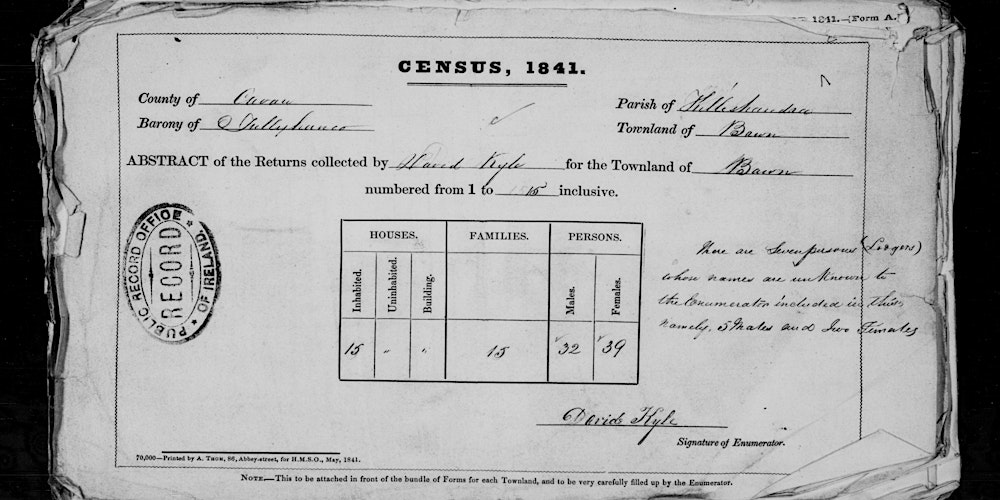 1841.—(Form A.)
CENSUS, 1841.
County of Cavan
Parish of Killeshandra
Barony of Tullyhunco
Townland of Bawn
ABSTRACT of the Returns collected by David Kyle for the Townland of Bawn
numbered from 1 to 15 inclusive.
HOUSES. FAMILIES. PERSONS.
Inhabited. Uninhabited. Building. Males. Females.
15 " " 15 32 39
There are Seven persons (Lodgers)
whose names are unknown to
the Enumerator included in this,
namely, 5 Males and Two Females
PUBLIC RECORD OFFICE OF IRELAND
RECORD
David Kyle
Signature of Enumerator.
70,000—Printed by A. THOM, 86, Abbey-street, for H.M.S.O., May, 1841.
NOTE.—This to be attached in front of the bundle of Forms for each Townland, and to be very carefully filled up by the Enumerator.